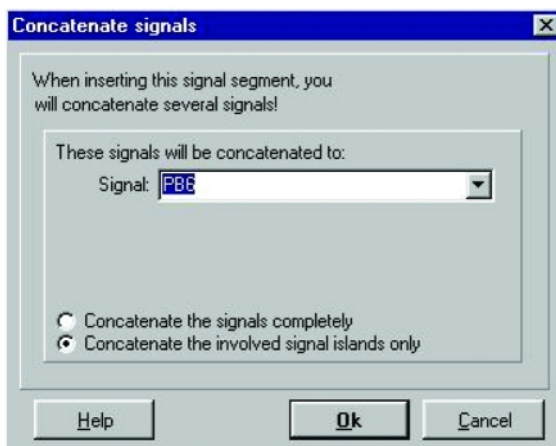 Concatenate signals
When inserting this signal segment, you
will concatenate several signals!
These signals will be concatenated to:
Signal: PB6
Concatenate the signals completely
Concatenate the involved signal islands only
Help Ok Cancel